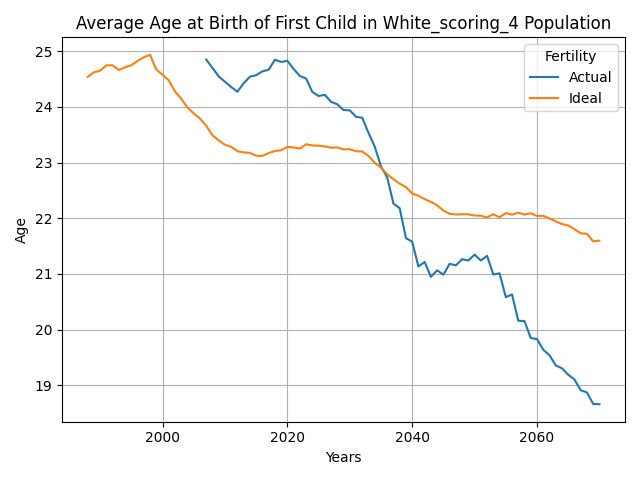 Average Age at Birth of First Child in White_scoring_4 Population
Fertility
Actual
Ideal
Age
25
24
23
22
21
20
19
2000
2020
2040
2060
Years